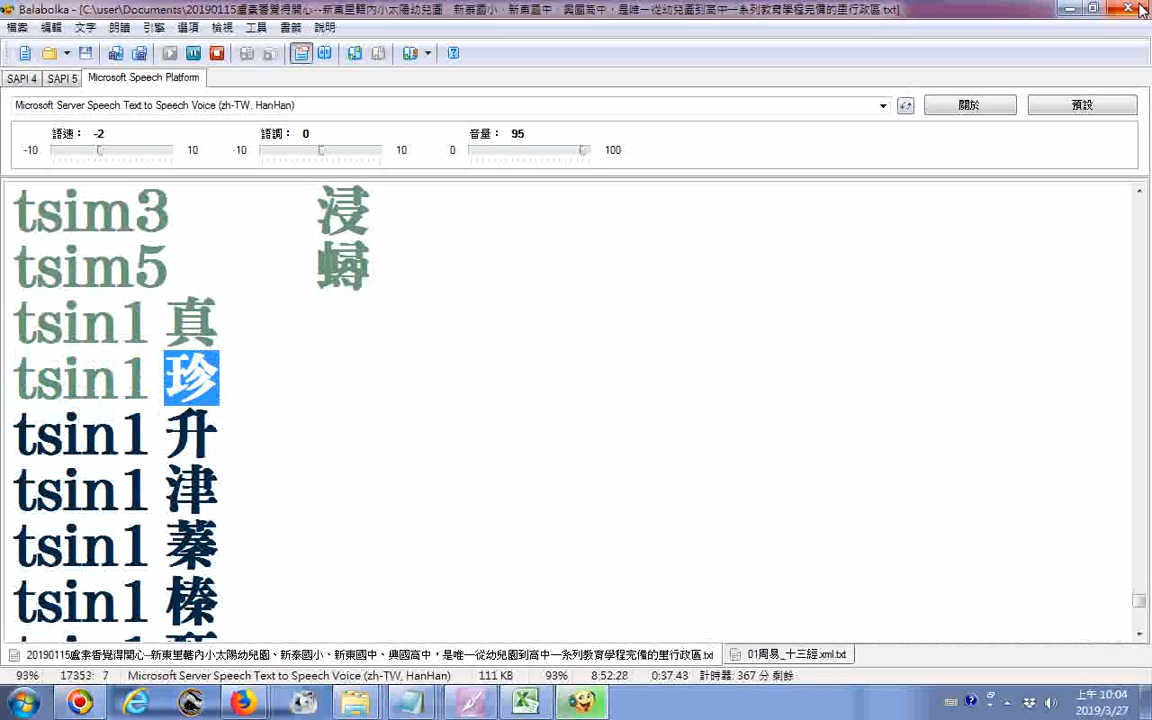 Balabolka - [C:\user\Documents\20190115盧素香覺得開心--新東里轄內小太陽幼兒園、新泰國小、新東國中、興國高中，是唯一從幼兒園到高中一系列教育學程完備的里行政區.txt]
檔案 編輯 文字 朗讀 引擎 選項 檢視 工具 書籤 說明
SAPI 4 SAPI 5 Microsoft Speech Platform
Microsoft Server Speech Text to Speech Voice (zh-TW, HanHan) 關於 預設
語速： -2 語調： 0 音量： 95
-10 10 -10 10 0 100
tsim3 浸
tsim5 蟳
tsin1 真
tsin1 珍
tsin1 升
tsin1 津
tsin1 蓁
tsin1 榛
20190115盧素香覺得開心--新東里轄內小太陽幼兒園、新泰國小、新東國中、興國高中，是唯一從幼兒園到高中一系列教育學程完備的里行政區.txt 01周易_十三經.xml.txt
93% 17353: 7 Microsoft Server Speech Text to Speech Voice (zh-TW, HanHan) 111 KB 93% 8:52:28 0:37:43 計時器: 367 分 剩餘
上午 10:04
2019/3/27